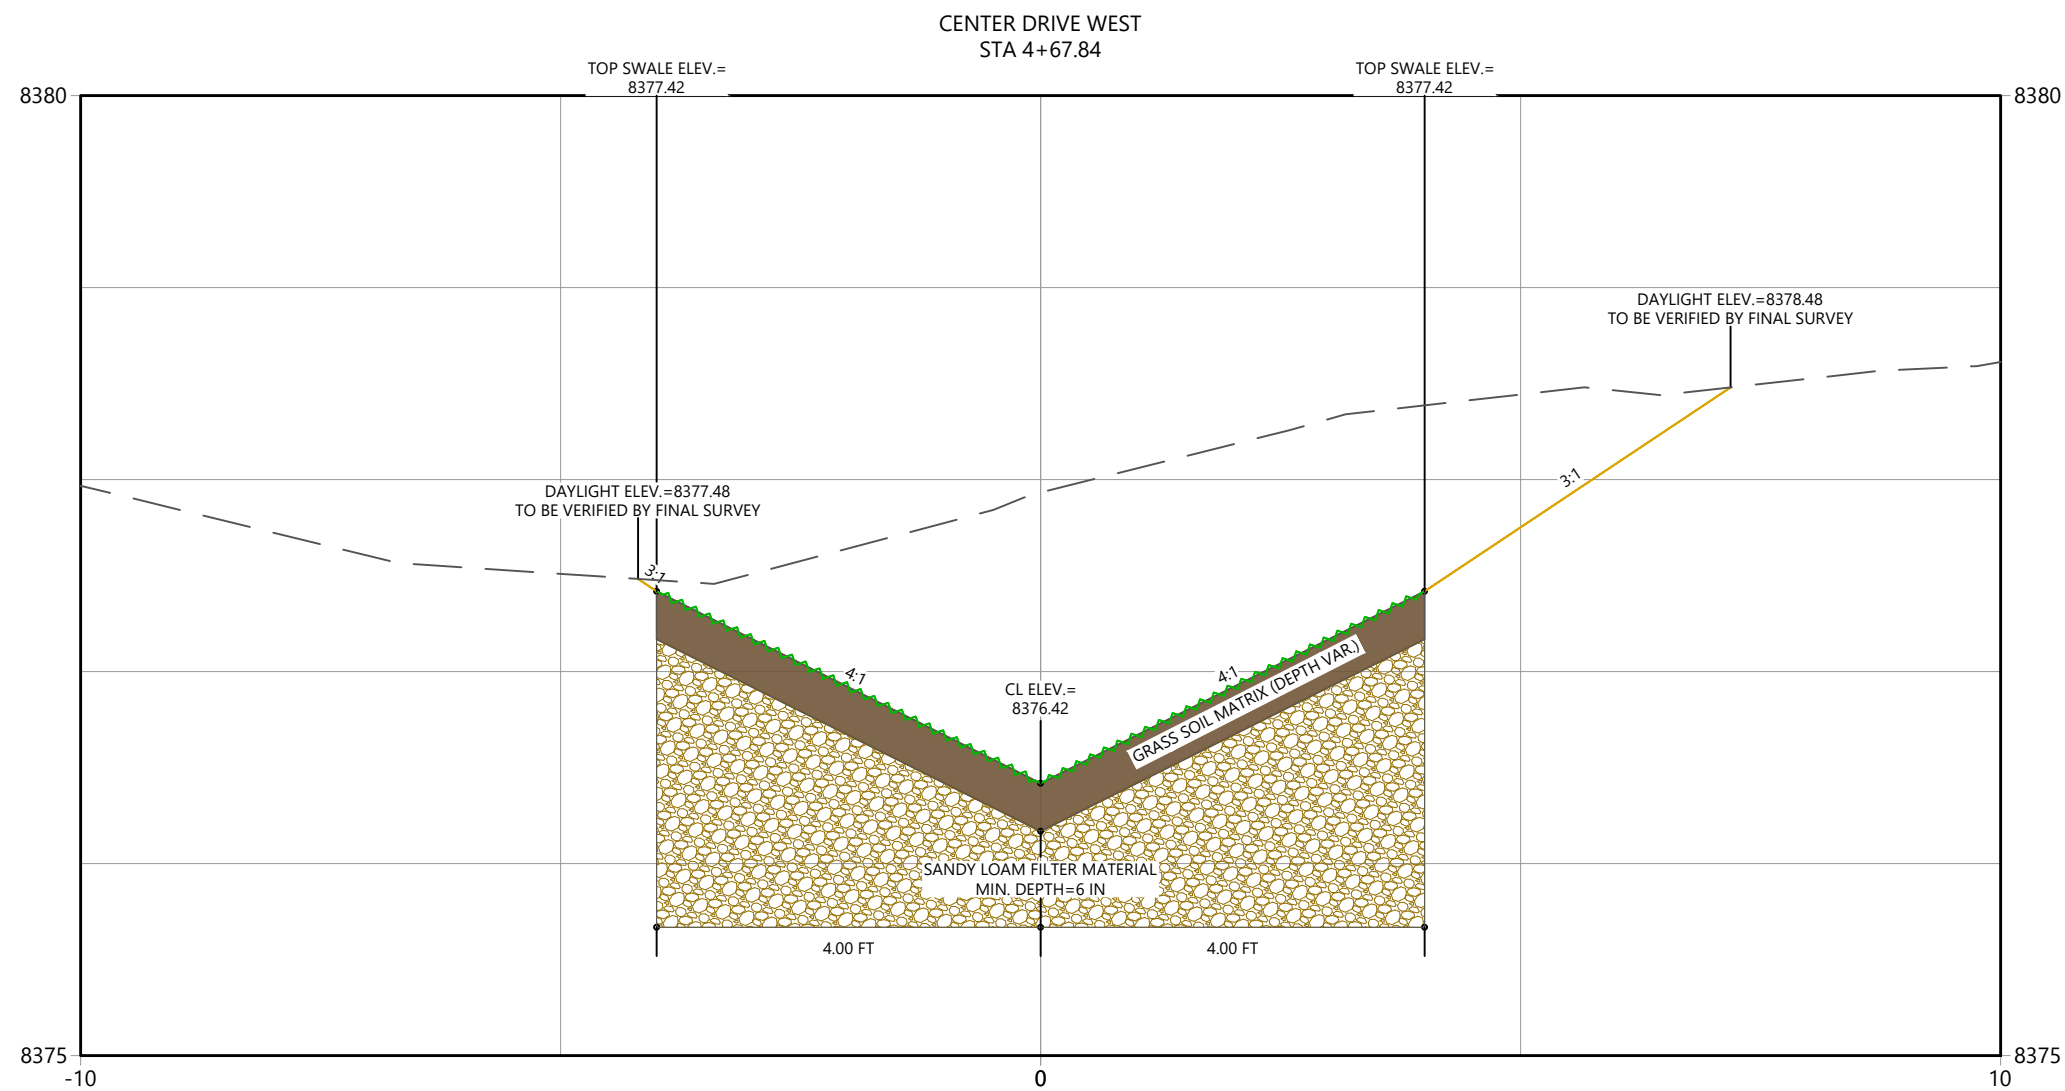 CENTER DRIVE WEST
STA 4+67.84
TOP SWALE ELEV.=
8377.42
TOP SWALE ELEV.=
8377.42
8380
8380
DAYLIGHT ELEV.=8378.48
TO BE VERIFIED BY FINAL SURVEY
DAYLIGHT ELEV.=8377.48
TO BE VERIFIED BY FINAL SURVEY
3:1
3:1
4:1
4:1
CL ELEV.=
8376.42
GRASS SOIL MATRIX (DEPTH VAR.)
SANDY LOAM FILTER MATERIAL
MIN. DEPTH=6 IN
4.00 FT
4.00 FT
8375
8375
-10
0
10